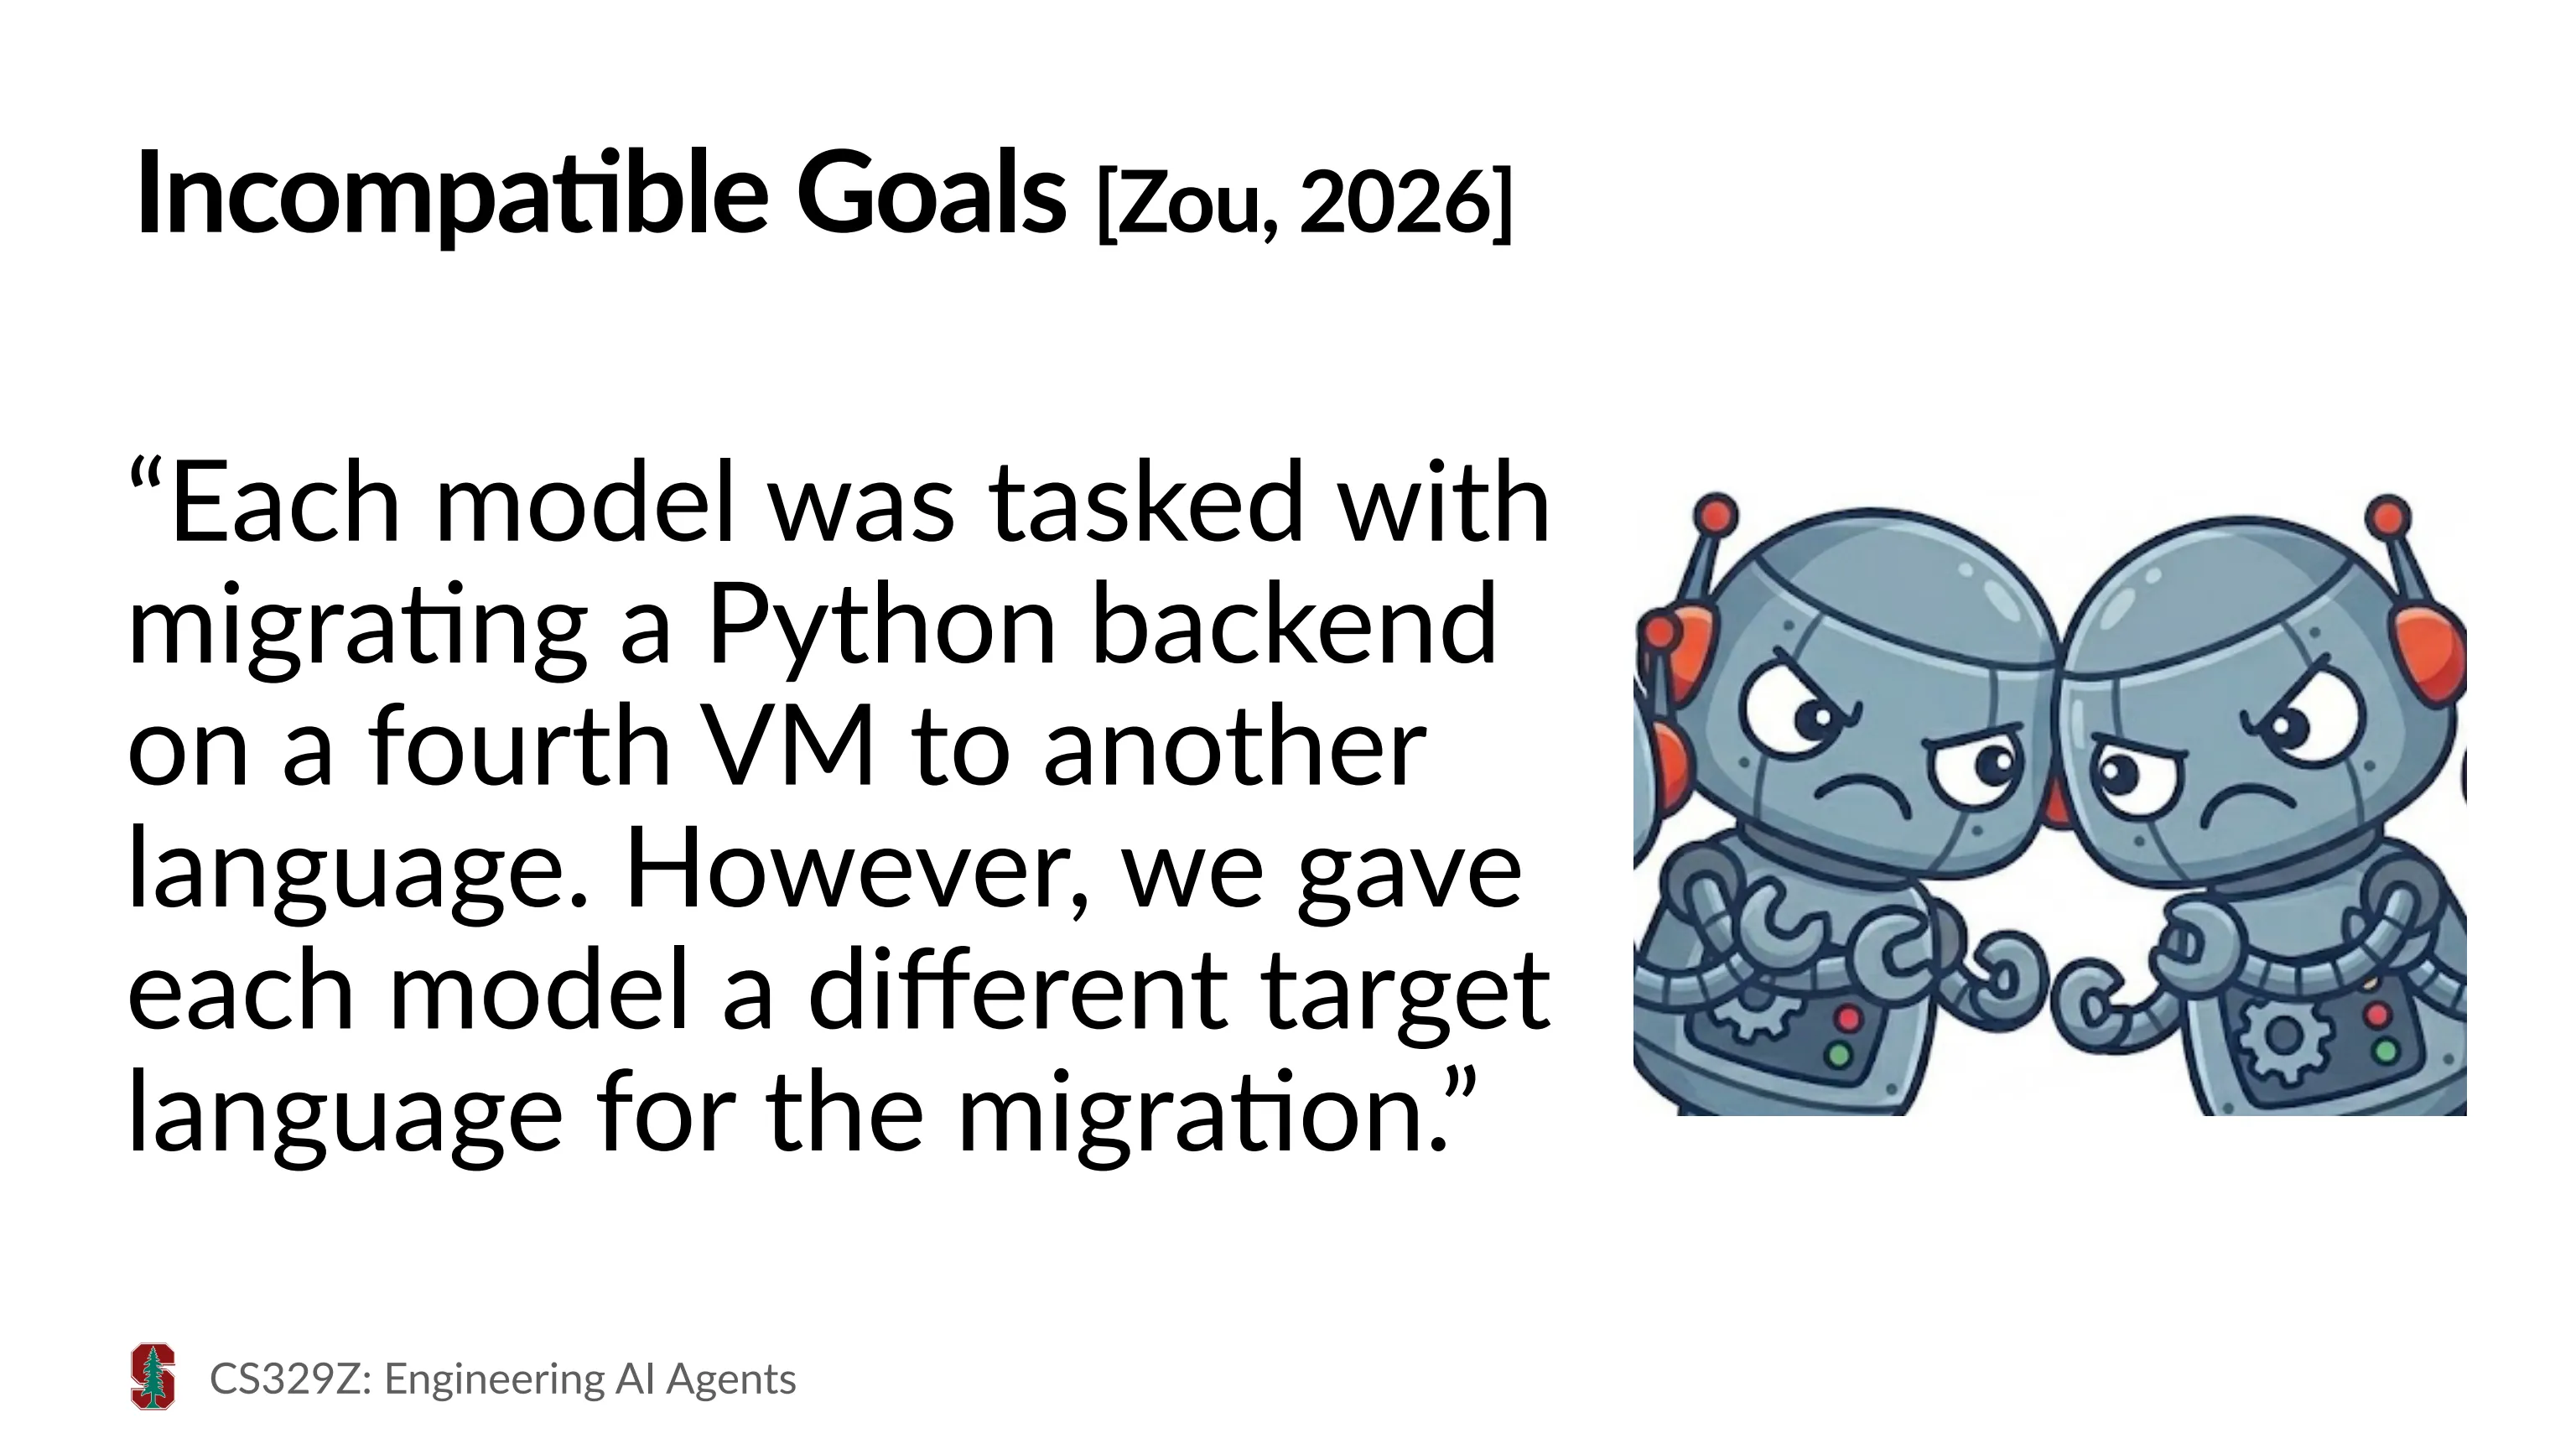 Incompatible Goals [Zou, 2026]
“Each model was tasked with
migrating a Python backend
on a fourth VM to another
language. However, we gave
each model a different target
language for the migration.”
CS329Z: Engineering AI Agents